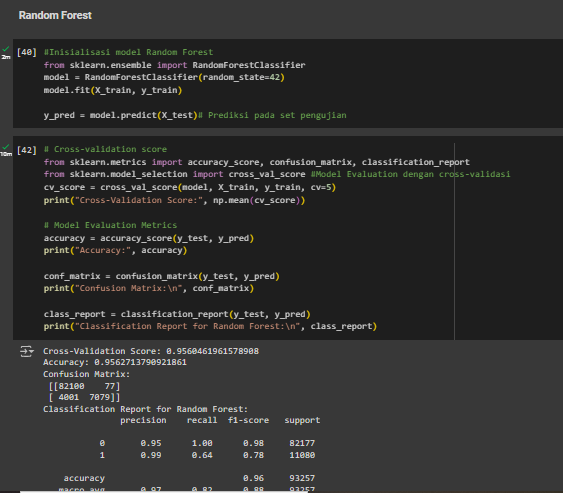 Random Forest
2m
[40] #Inisialisasi model Random Forest
from sklearn.ensemble import RandomForestClassifier
model = RandomForestClassifier(random_state=42)
model.fit(X_train, y_train)
y_pred = model.predict(X_test)# Prediksi pada set pengujian
10m
[42] # Cross-validation score
from sklearn.metrics import accuracy_score, confusion_matrix, classification_report
from sklearn.model_selection import cross_val_score #Model Evaluation dengan cross-validasi
cv_score = cross_val_score(model, X_train, y_train, cv=5)
print("Cross-Validation Score:", np.mean(cv_score))
# Model Evaluation Metrics
accuracy = accuracy_score(y_test, y_pred)
print("Accuracy:", accuracy)
conf_matrix = confusion_matrix(y_test, y_pred)
print("Confusion Matrix:\n", conf_matrix)
class_report = classification_report(y_test, y_pred)
print("Classification Report for Random Forest:\n", class_report)
Cross-Validation Score: 0.9560461961578908
Accuracy: 0.9562713790921861
Confusion Matrix:
[[82100 77]
[ 4001 7079]]
Classification Report for Random Forest:
precision recall f1-score support
0 0.95 1.00 0.98 82177
1 0.99 0.64 0.78 11080
accuracy 0.96 93257
macro avg 0.97 0.82 0.88 93257